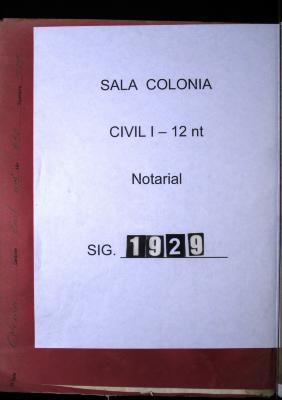 SALA COLONIA
CIVIL I – 12 nt
Notarial
SIG. 1929